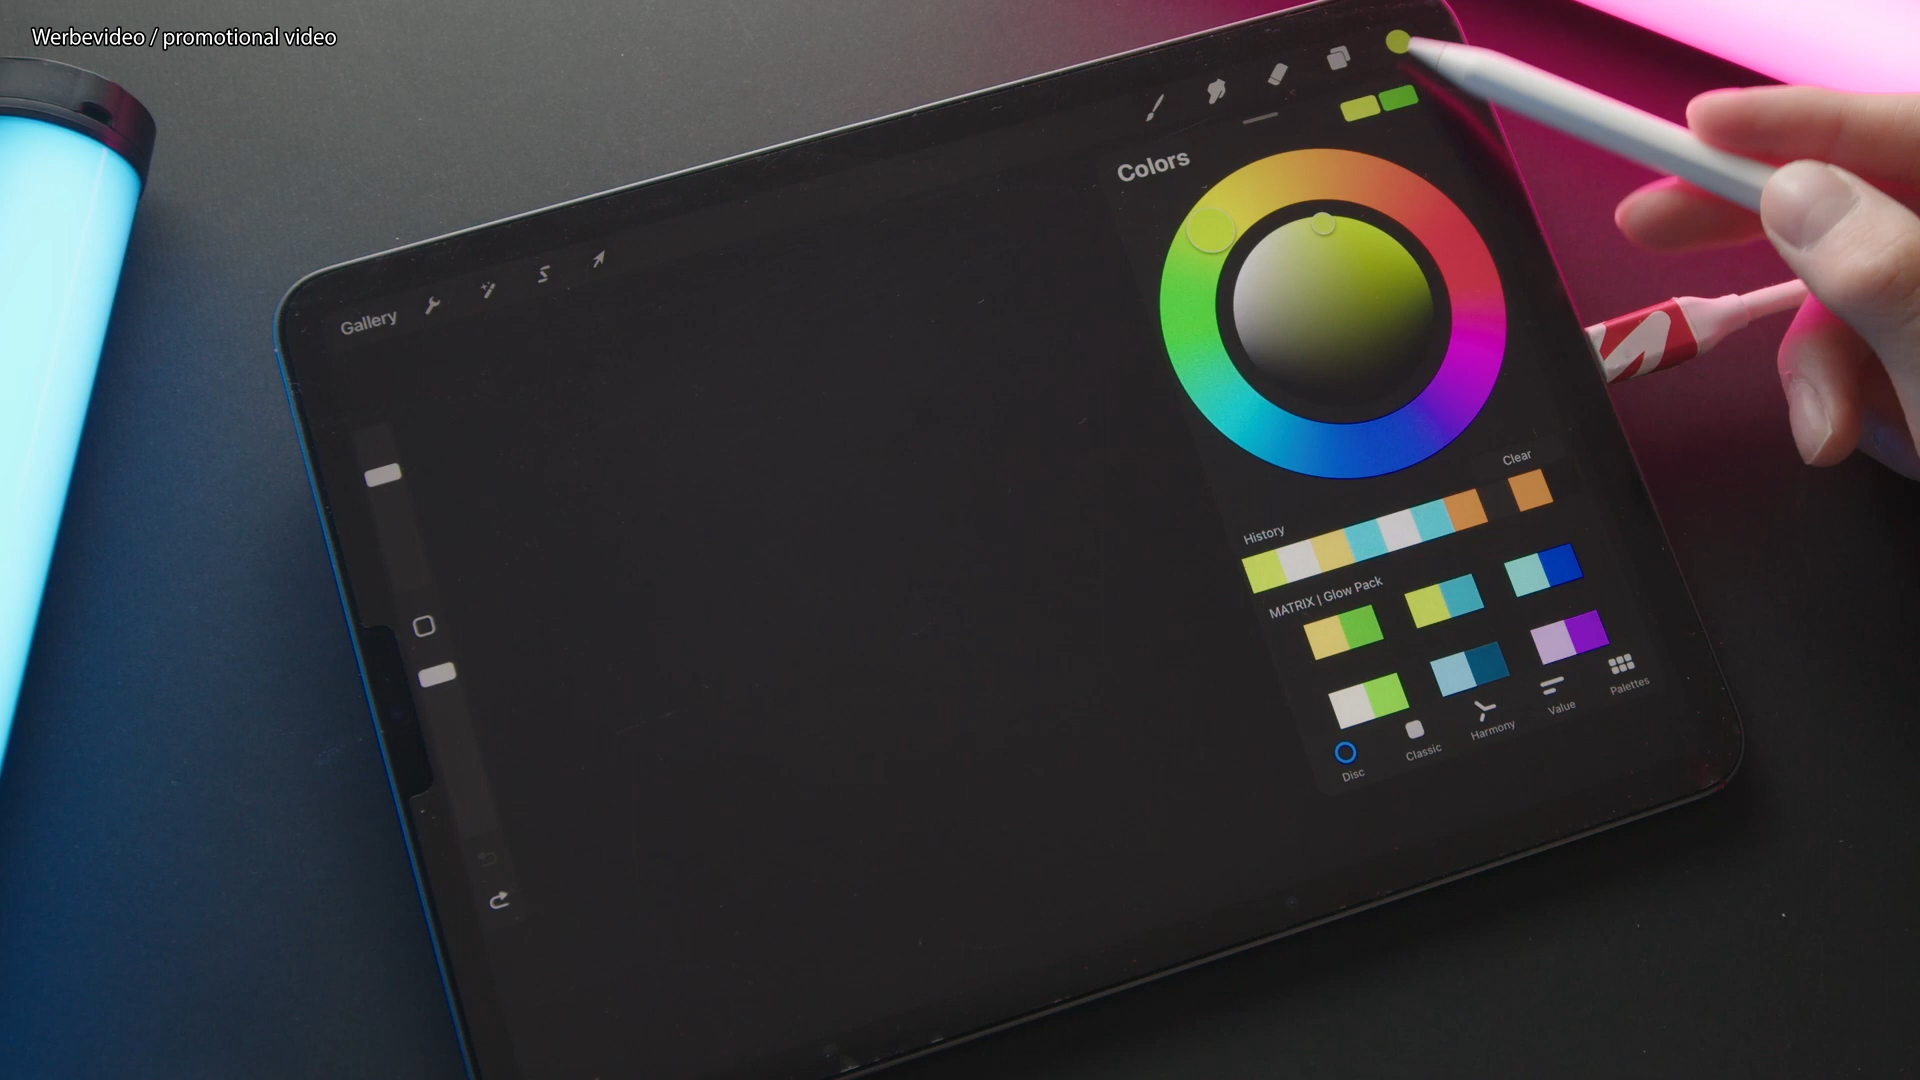 Werbevideo / promotional video
Gallery
Colors
Clear
History
MATRIX | Glow Pack
Disc
Classic
Harmony
Value
Palettes